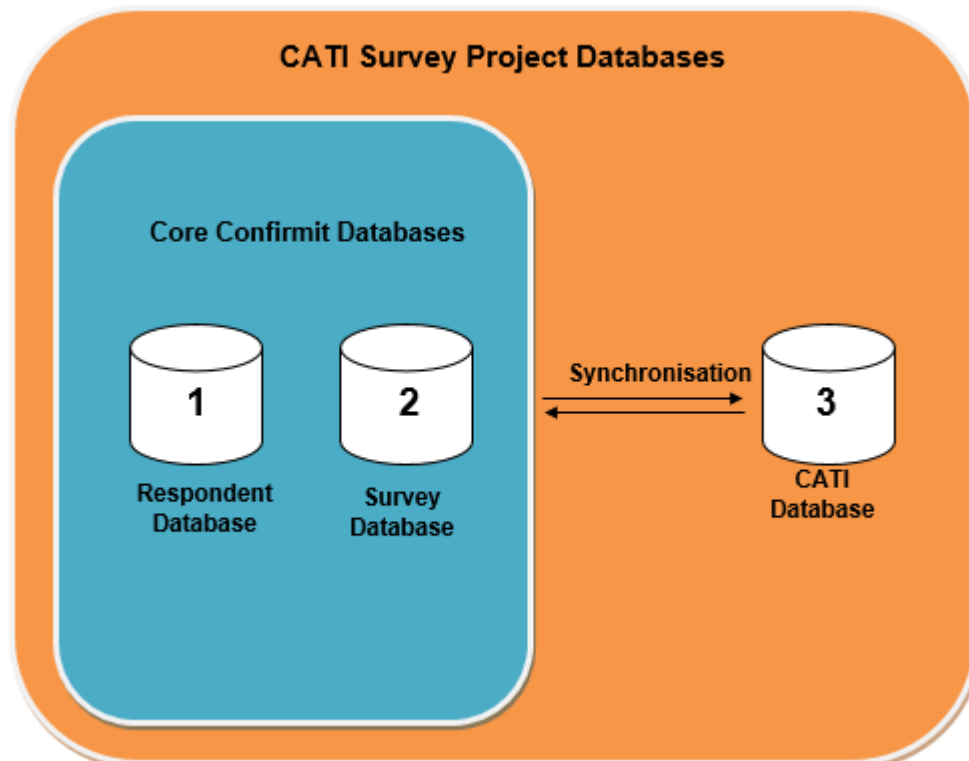 CATI Survey Project Databases
Core Confirmit Databases
1
Respondent
Database
2
Survey
Database
Synchronisation
3
CATI
Database